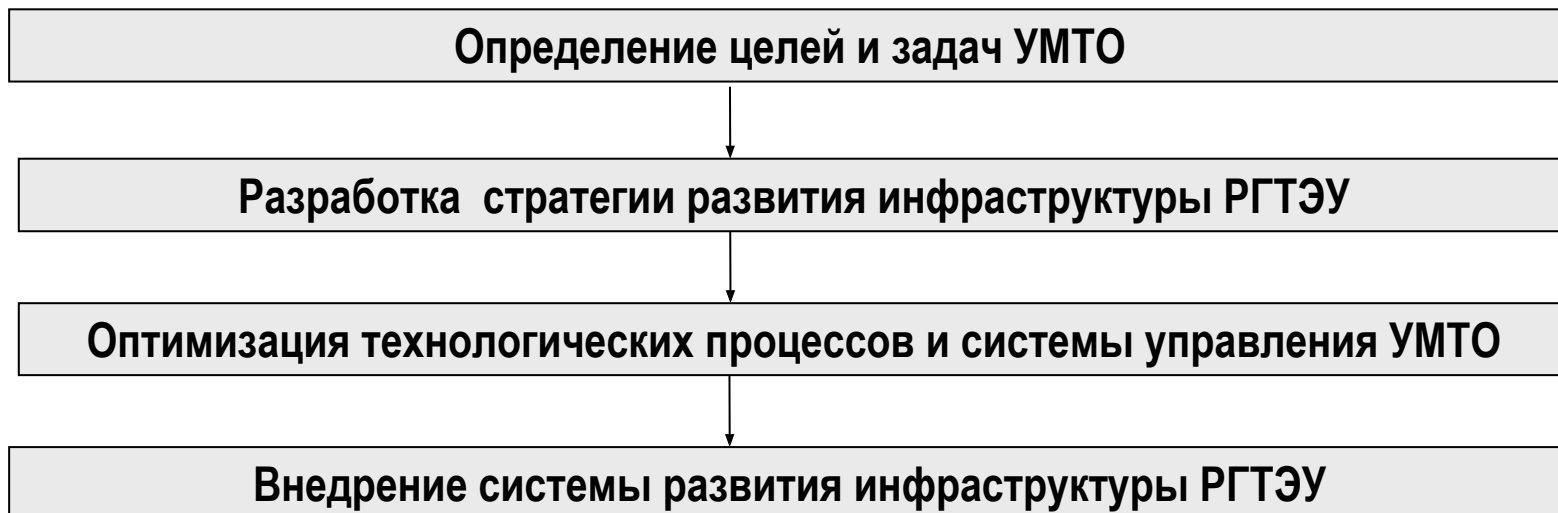 Определение целей и задач УМТО
Разработка стратегии развития инфраструктуры РГТЭУ
Оптимизация технологических процессов и системы управления УМТО
Внедрение системы развития инфраструктуры РГТЭУ